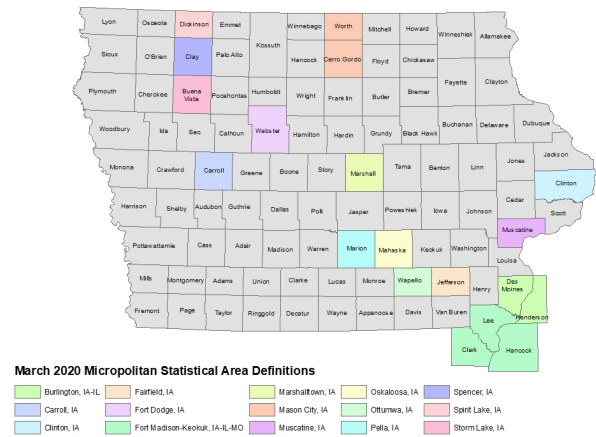 Lyon Osceola Dickinson Emmet Winnebago Worth Mitchell Howard Winneshiek Allamakee
Kossuth
Sioux O'Brien Clay Palo Alto Hancock Cerro Gordo Floyd Chickasaw
Fayette Clayton
Plymouth Cherokee Buena Vista Pocahontas Humboldt Wright Franklin Butler Bremer
Woodbury Ida Sac Calhoun Webster Hamilton Hardin Grundy Black Hawk Buchanan Delaware Dubuque
Monona Crawford Carroll Greene Boone Story Marshall Tama Benton Linn Jones Jackson
Clinton
Harrison Shelby Audubon Guthrie Dallas Polk Jasper Poweshiek Iowa Johnson Cedar Scott
Muscatine
Pottawattamie Cass Adair Madison Warren Marion Mahaska Keokuk Washington Louisa
Mills Montgomery Adams Union Clarke Lucas Monroe Wapello Jefferson Henry Des Moines
Fremont Page Taylor Ringgold Decatur Wayne Appanoose Davis Van Buren Lee Henderson
Clark Hancock
March 2020 Micropolitan Statistical Area Definitions
Burlington, IA-IL Fairfield, IA Marshalltown, IA Oskaloosa, IA Spencer, IA
Carroll, IA Fort Dodge, IA Mason City, IA Ottumwa, IA Spirit Lake, IA
Clinton, IA Fort Madison-Keokuk, IA-IL-MO Muscatine, IA Pella, IA Storm Lake, IA